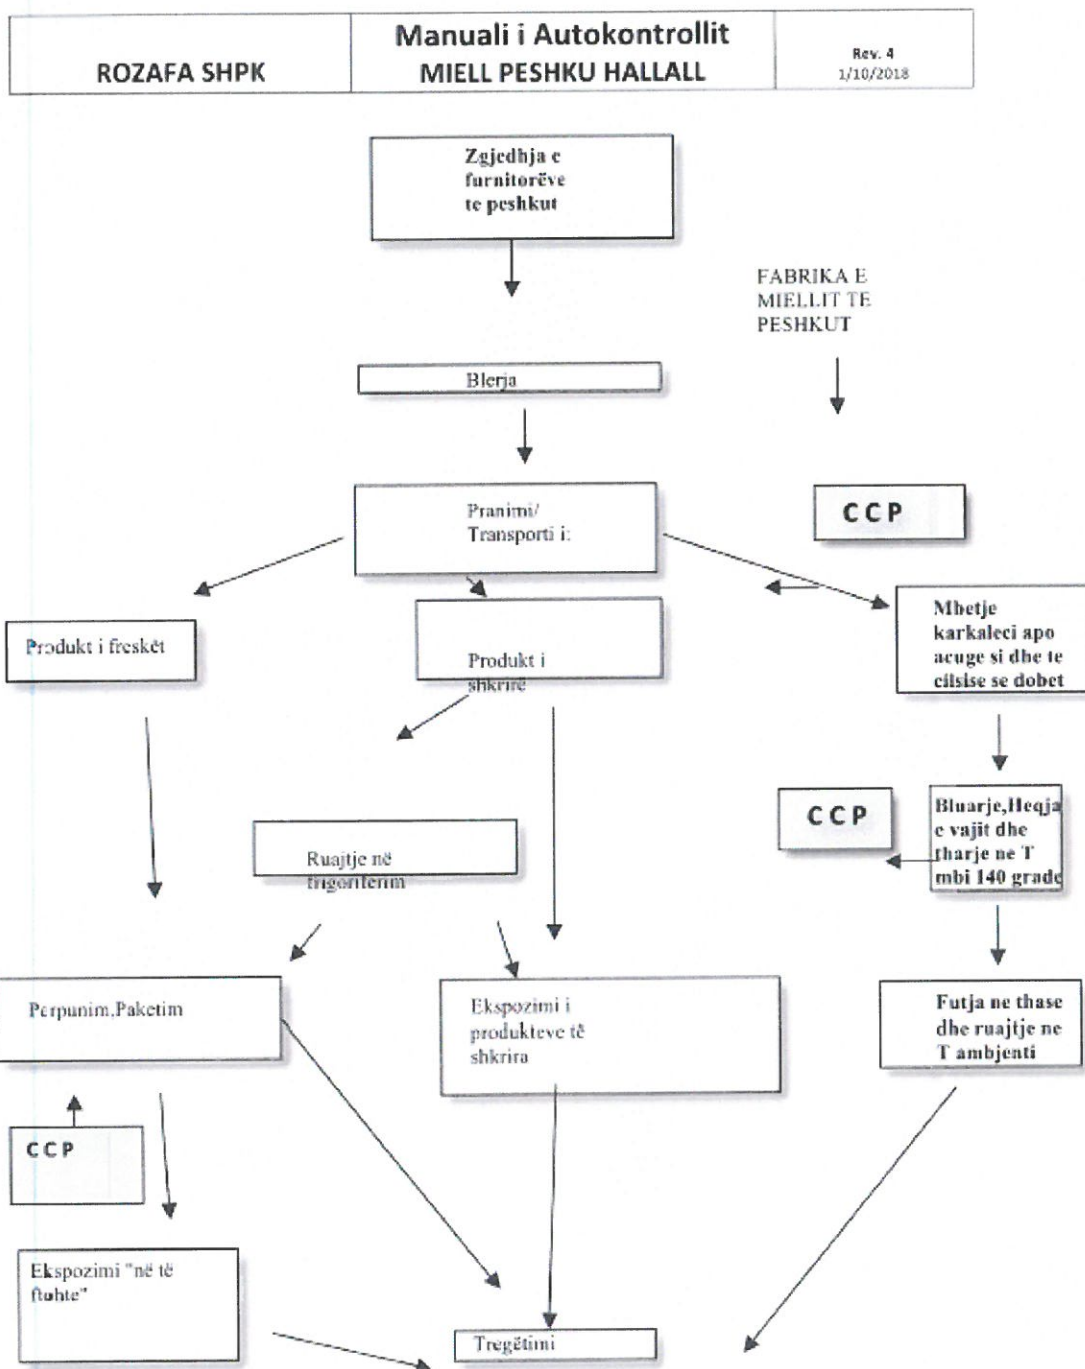 ROZAFA SHPK
Manuali i Autokontrollit
MIELL PESHKU HALLALL
Rev. 4
1/10/2018
Zgjedhja e
furnitorëve
te peshkut
FABRIKA E
MIELLIT TE
PESHKUT
Blerja
Pranimi/
Transporti i:
CCP
Produkt i freskët
Produkt i
shkrirë
Mbetje
karkaleci apo
acuge si dhe te
cilsise se dobet
CCP
Bluarje,Heqja
e vajit dhe
tharje ne T
mbi 140 grade
Ruajtje në
frigoriferim
Perpunim,Paketim
Ekspozimi i
produkteve të
shkrira
Futja ne thase
dhe ruajtje ne
T ambjenti
CCP
Ekspozimi "në të
ftohte"
Tregëtimi